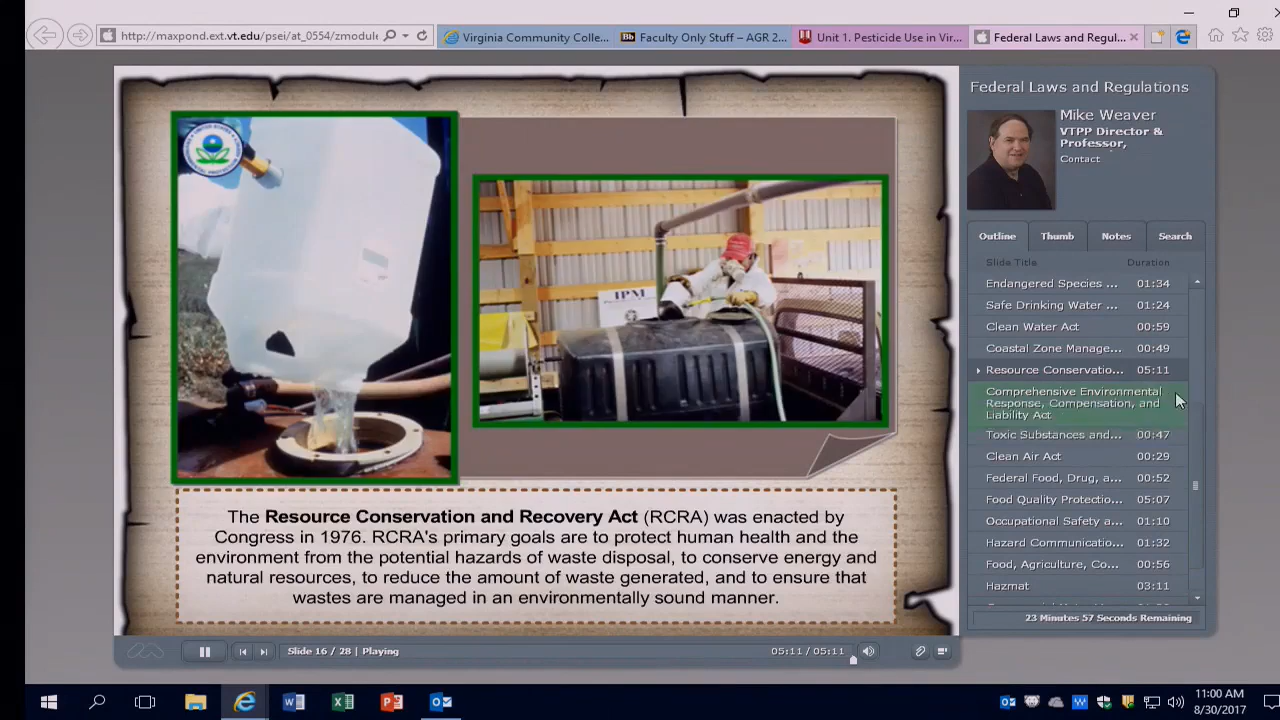 http://maxpond.ext.vt.edu/psei/at_0554/zmodule
Virginia Community Colle...
Faculty Only Stuff – AGR 2...
Unit 1. Pesticide Use in Vir...
Federal Laws and Regul...
Federal Laws and Regulations
Mike Weaver
VTPP Director &
Professor,
Contact
Outline
Thumb
Notes
Search
Slide Title
Duration
Endangered Species ... 01:34
Safe Drinking Water ... 01:24
Clean Water Act 00:59
Coastal Zone Manage... 00:49
Resource Conservatio... 05:11
Comprehensive Environmental
Response, Compensation, and
Liability Act
Toxic Substances and... 00:47
Clean Air Act 00:29
Federal Food, Drug, a... 00:52
Food Quality Protectio... 05:07
Occupational Safety a... 01:10
Hazard Communicatio... 01:32
Food, Agriculture, Co... 00:56
Hazmat 03:11
23 Minutes 57 Seconds Remaining
IPM
The Resource Conservation and Recovery Act (RCRA) was enacted by
Congress in 1976. RCRA's primary goals are to protect human health and the
environment from the potential hazards of waste disposal, to conserve energy and
natural resources, to reduce the amount of waste generated, and to ensure that
wastes are managed in an environmentally sound manner.
Slide 16 / 28 | Playing
05:11 / 05:11
11:00 AM
8/30/2017